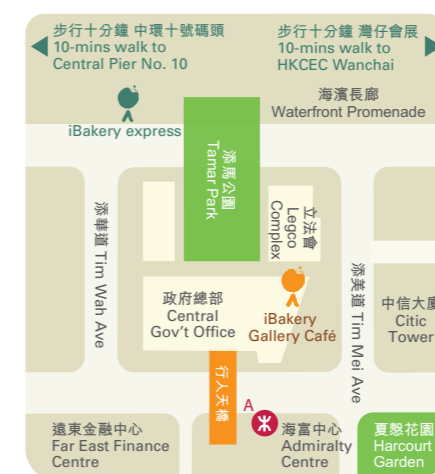 步行十分鐘 中環十號碼頭
10-mins walk to
Central Pier No. 10
步行十分鐘 灣仔會展
10-mins walk to
HKCEC Wanchai
海濱長廊
Waterfront Promenade
iBakery express
添馬公園
Tamar Park
立法會
Legco
Complex
添華道 Tim Wah Ave
添美道 Tim Mei Ave
政府總部
Central
Gov't Office
iBakery
Gallery Café
中信大廈
Citic
Tower
行人天橋
A
遠東金融中心
Far East Finance
Centre
海富中心
Admiralty
Centre
夏慤花園
Harcourt
Garden